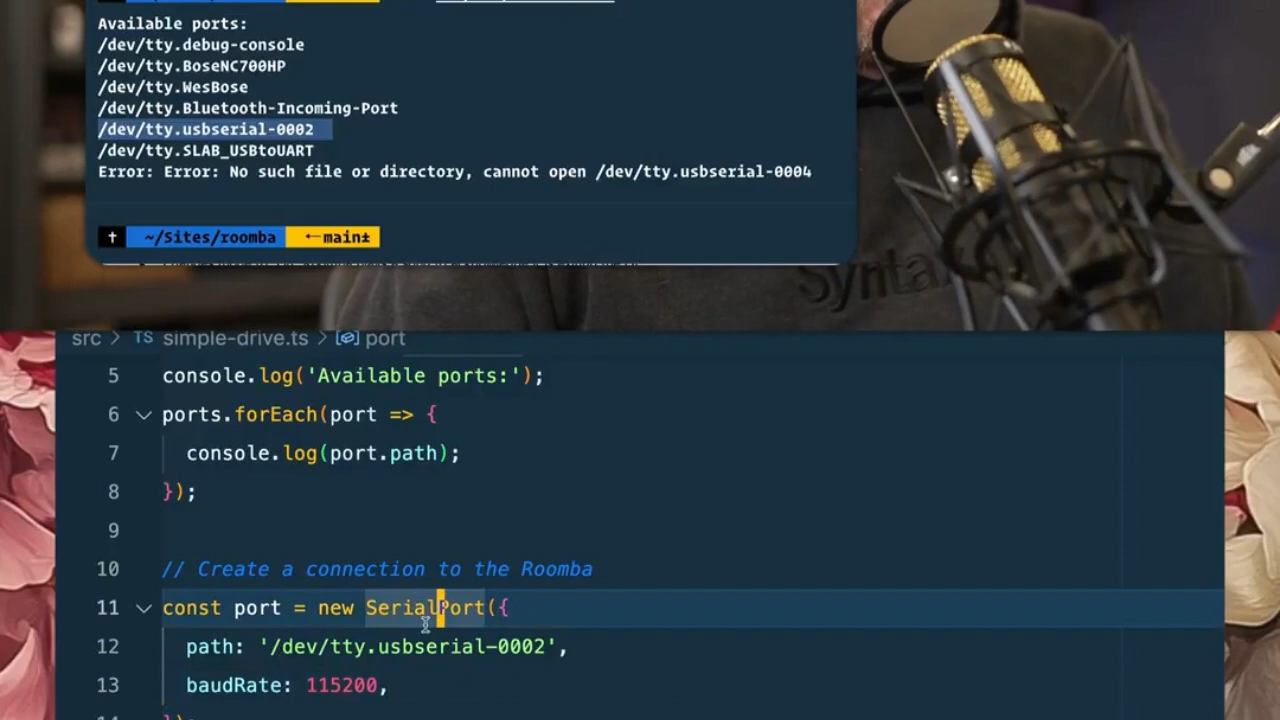 Available ports:
/dev/tty.debug-console
/dev/tty.BoseNC700HP
/dev/tty.WesBose
/dev/tty.Bluetooth-Incoming-Port
/dev/tty.usbserial-0002
/dev/tty.SLAB_USBtoUART
Error: Error: No such file or directory, cannot open /dev/tty.usbserial-0004
~/Sites/roomba main±
Syntax
src > TS simple-drive.ts > port
5 console.log('Available ports:');
6 ports.forEach(port => {
7 console.log(port.path);
8 });
9
10 // Create a connection to the Roomba
11 const port = new SerialPort({
12 path: '/dev/tty.usbserial-0002',
13 baudRate: 115200,